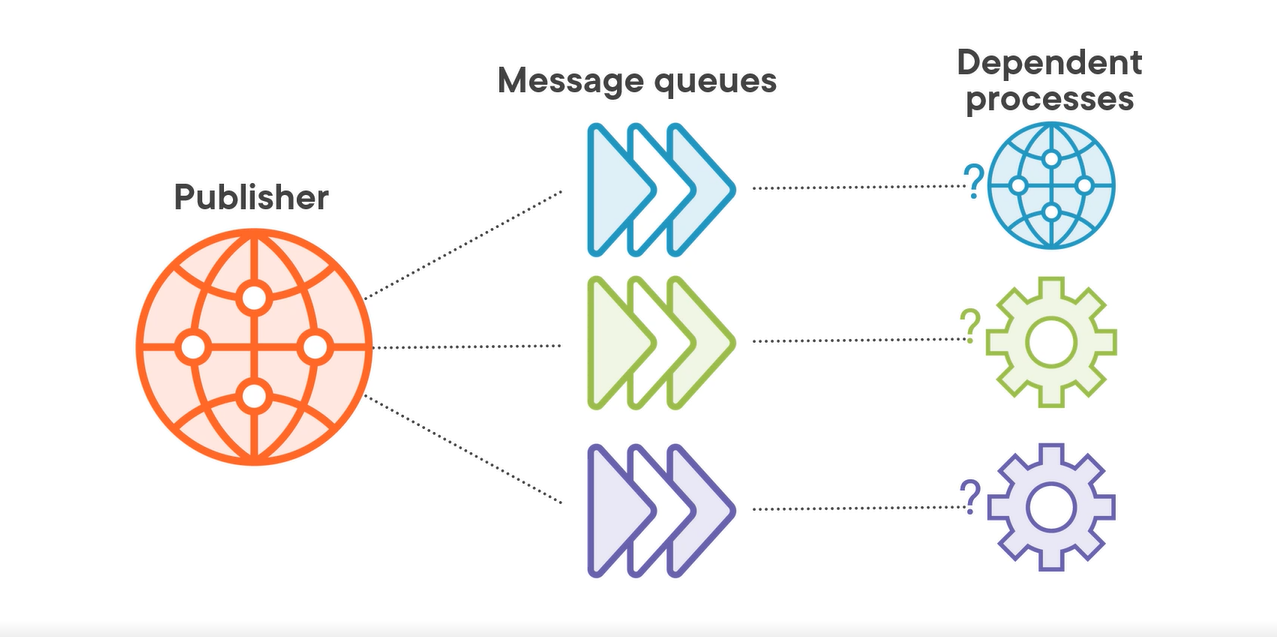 Message queues
Dependent
processes
Publisher
?
?
?